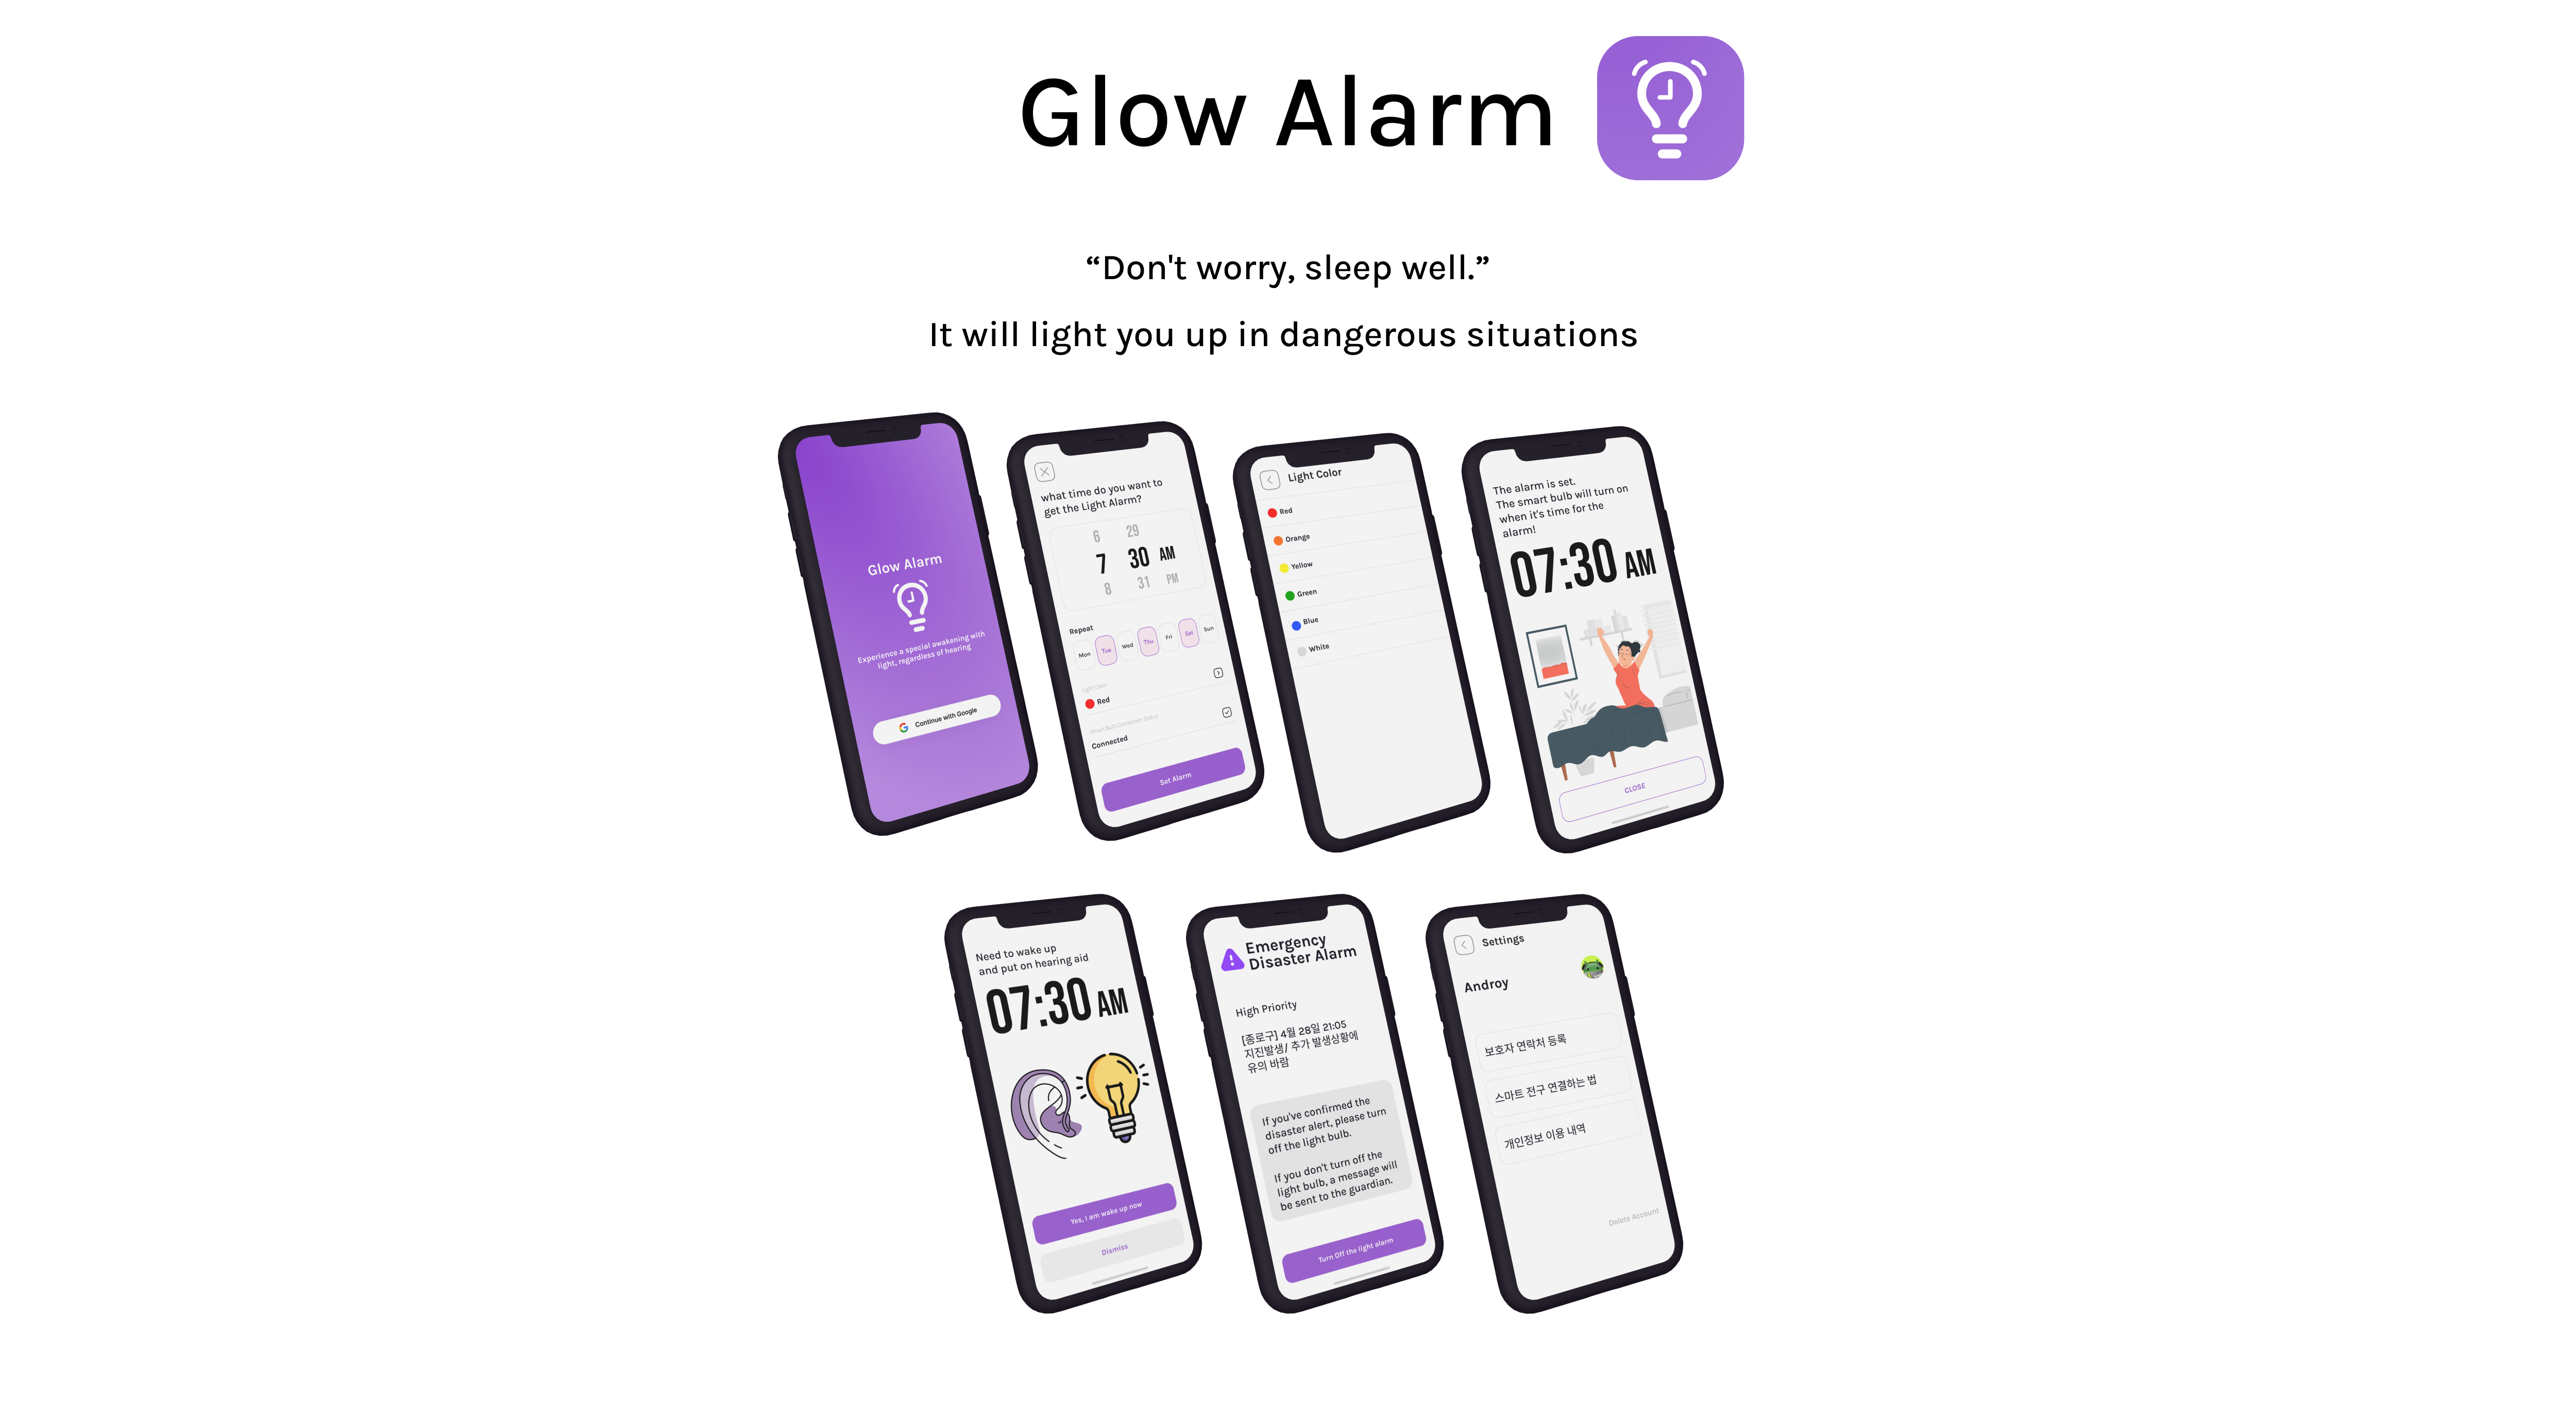 Glow Alarm
“Don't worry, sleep well.”
It will light you up in dangerous situations
Glow Alarm
Experience a special awakening with
light, regardless of hearing
Continue with Google
what time do you want to
get the Light Alarm?
6 29
7 30 AM
8 31 PM
Repeat
Mon Tue Wed Thu Fri Sat Sun
Light Color
Red
Connected
Set Alarm
Light Color
Red
Orange
Yellow
Green
Blue
White
The alarm is set.
The smart bulb will turn on
when it's time for the
alarm!
07:30 AM
CLOSE
Need to wake up
and put on hearing aid
07:30 AM
Yes, I am wake up now
Dismiss
Emergency
Disaster Alarm
High Priority
[종로구] 4월 28일 21:05
지진발생/ 추가 발생상황에
유의 바람
If you've confirmed the
disaster alert, please turn
off the light bulb.
If you don't turn off the
light bulb, a message will
be sent to the guardian.
Turn Off the light alarm
Settings
Androy
보호자 연락처 등록
스마트 전구 연결하는 법
개인정보 이용 내역
Delete Account